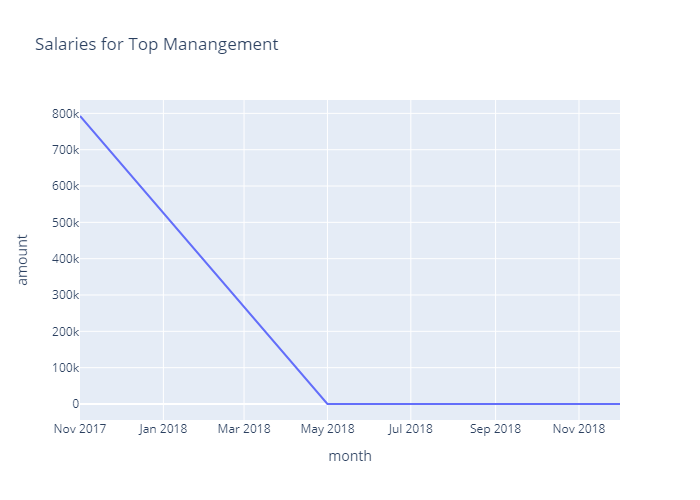 Salaries for Top Manangement
800k
700k
600k
500k
400k
300k
200k
100k
0
amount
Nov 2017 Jan 2018 Mar 2018 May 2018 Jul 2018 Sep 2018 Nov 2018
month